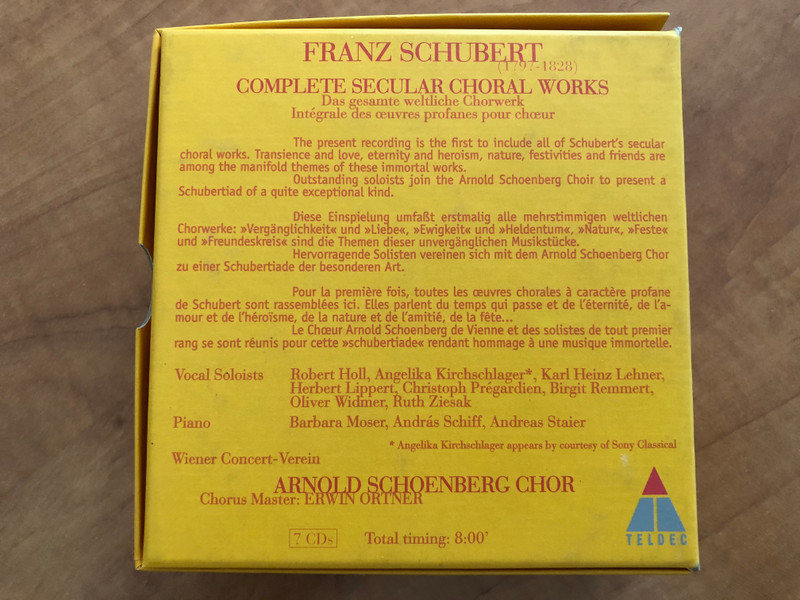 FRANZ SCHUBERT
(1797-1828)
COMPLETE SECULAR CHORAL WORKS
Das gesamte weltliche Chorwerk
Intégrale des œuvres profanes pour chœur
The present recording is the first to include all of Schubert's secular
choral works. Transience and love, eternity and heroism, nature, festivities and friends are
among the manifold themes of these immortal works.
Outstanding soloists join the Arnold Schoenberg Choir to present a
Schubertiad of a quite exceptional kind.
Diese Einspielung umfaßt erstmalig alle mehrstimmigen weltlichen
Chorwerke: »Vergänglichkeit« und »Liebe«, »Ewigkeit« und »Heldentum«, »Natur«, »Feste«
und »Freundeskreis« sind die Themen dieser unvergänglichen Musikstücke.
Hervorragende Solisten vereinen sich mit dem Arnold Schoenberg Chor
zu einer Schubertiade der besonderen Art.
Pour la première fois, toutes les œuvres chorales à caractère profane
de Schubert sont rassemblées ici. Elles parlent du temps qui passe et de l'éternité, de l'a-
mour et de l'héroïsme, de la nature et de l'amitié, de la fête...
Le Chœur Arnold Schoenberg de Vienne et des solistes de tout premier
rang se sont réunis pour cette »schubertiade« rendant hommage à une musique immortelle.
Vocal Soloists Robert Holl, Angelika Kirchschlager*, Karl Heinz Lehner,
Herbert Lippert, Christoph Prégardien, Birgit Remmert,
Oliver Widmer, Ruth Ziesak
Piano Barbara Moser, András Schiff, Andreas Staier
* Angelika Kirchschlager appears by courtesy of Sony Classical
Wiener Concert-Verein
ARNOLD SCHOENBERG CHOR
Chorus Master: ERWIN ORTNER
7 CDs Total timing: 8:00'
TELDEC